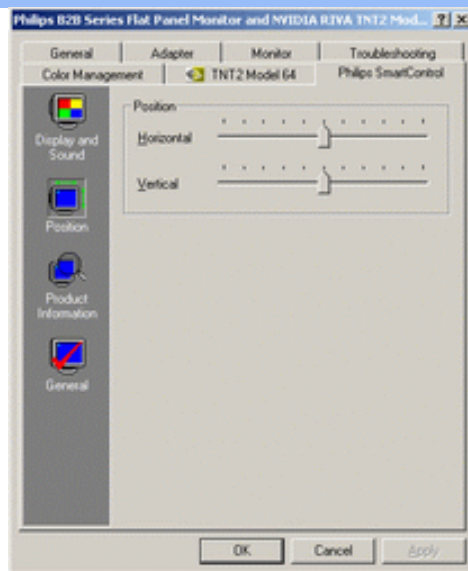 Philips B2B Series Flat Panel Monitor and NVIDIA RIVA TNT2 Mod...
General Adapter Monitor Troubleshooting
Color Management TNT2 Model 64 Philips SmartControl
Display and
Sound
Position
Product
Information
General
Position
Horizontal
Vertical
OK Cancel Apply